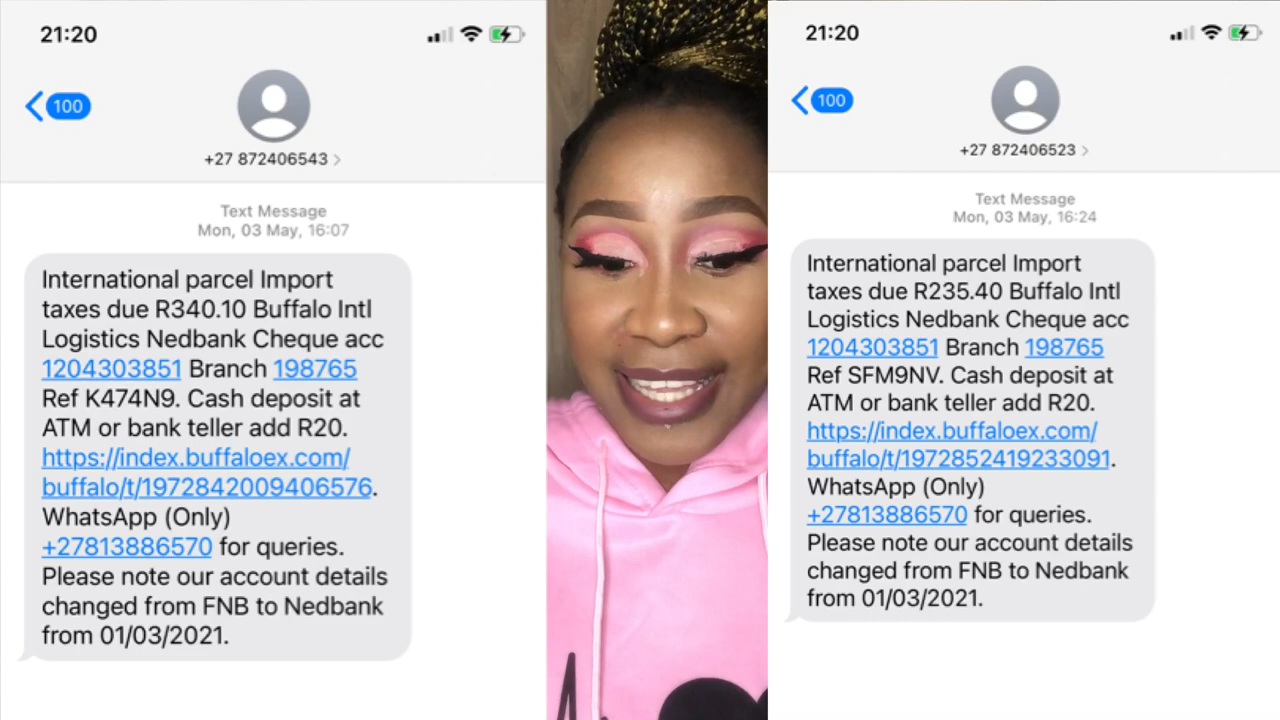 21:20
100
+27 872406543
Text Message
Mon, 03 May, 16:07
International parcel Import
taxes due R340.10 Buffalo Intl
Logistics Nedbank Cheque acc
1204303851 Branch 198765
Ref K474N9. Cash deposit at
ATM or bank teller add R20.
https://index.buffaloex.com/
buffalo/t/1972842009406576.
WhatsApp (Only)
+27813886570 for queries.
Please note our account details
changed from FNB to Nedbank
from 01/03/2021.
21:20
100
+27 872406523
Text Message
Mon, 03 May, 16:24
International parcel Import
taxes due R235.40 Buffalo Intl
Logistics Nedbank Cheque acc
1204303851 Branch 198765
Ref SFM9NV. Cash deposit at
ATM or bank teller add R20.
https://index.buffaloex.com/
buffalo/t/1972852419233091.
WhatsApp (Only)
+27813886570 for queries.
Please note our account details
changed from FNB to Nedbank
from 01/03/2021.